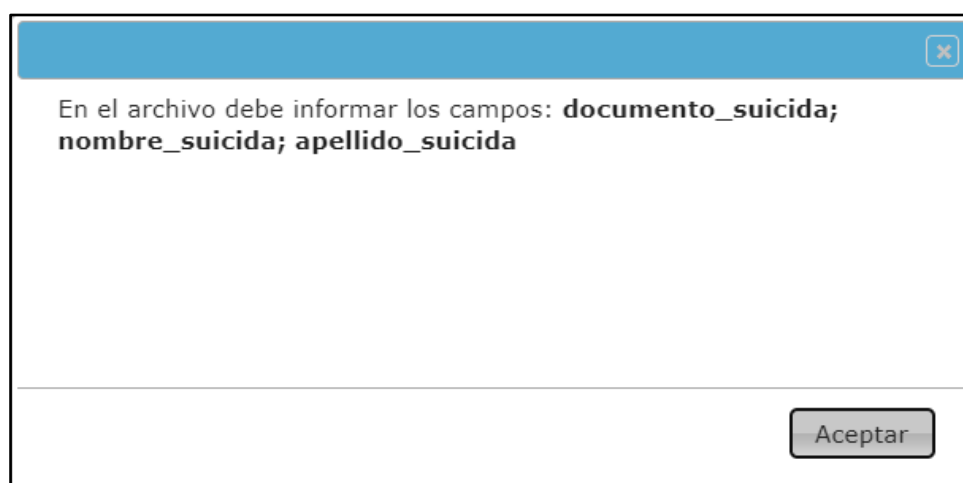 En el archivo debe informar los campos: documento_suicida;
nombre_suicida; apellido_suicida
Aceptar